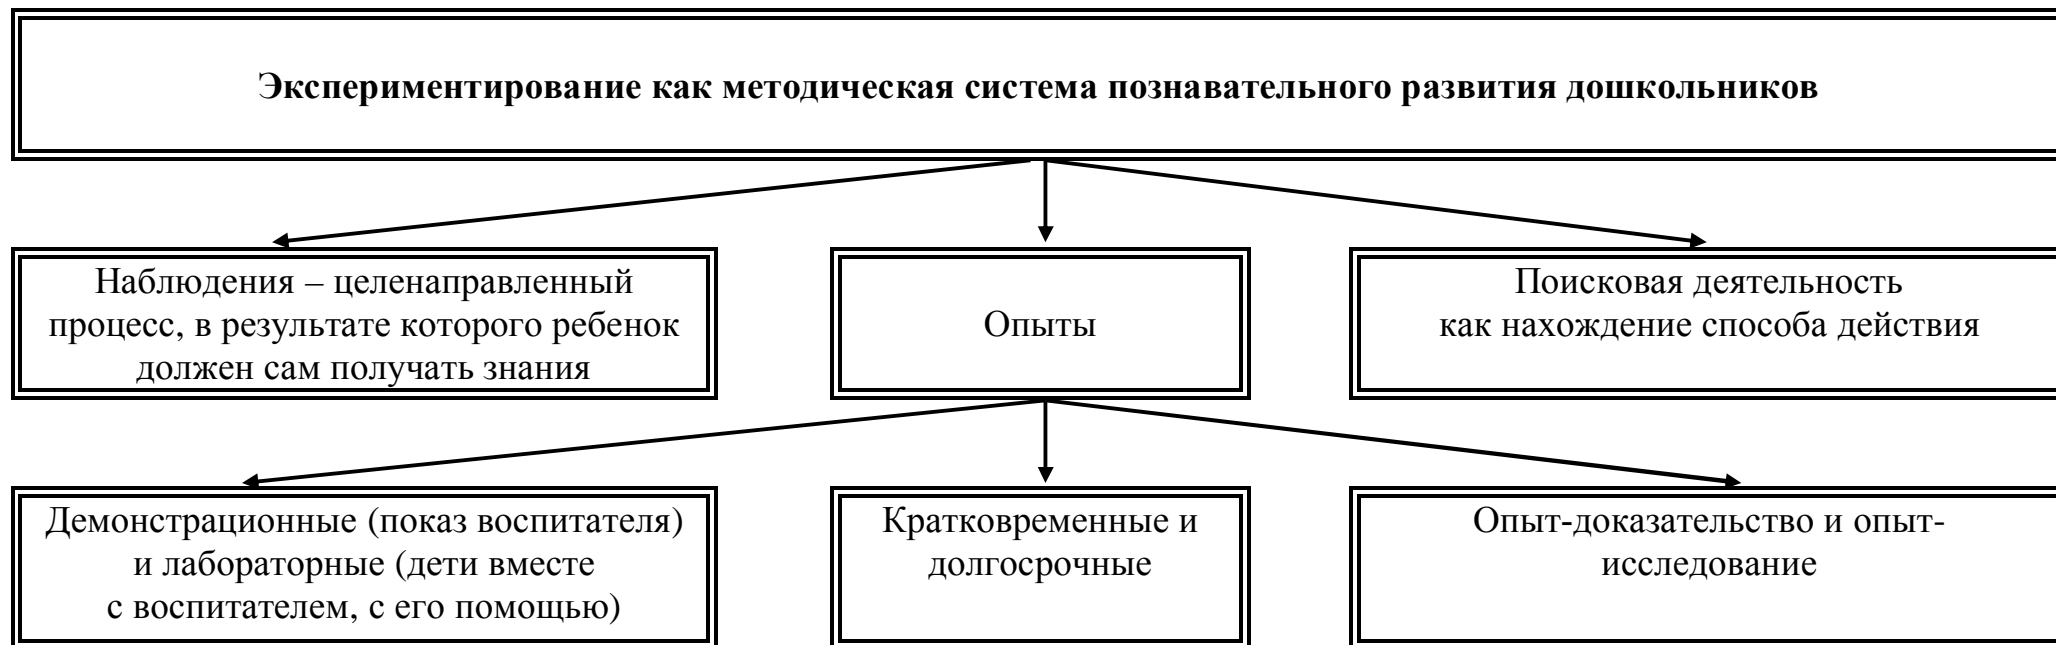 Экспериментирование как методическая система познавательного развития дошкольников
Наблюдения – целенаправленный
процесс, в результате которого ребенок
должен сам получать знания
Опыты
Поисковая деятельность
как нахождение способа действия
Демонстрационные (показ воспитателя)
и лабораторные (дети вместе
с воспитателем, с его помощью)
Кратковременные и
долгосрочные
Опыт-доказательство и опыт-
исследование